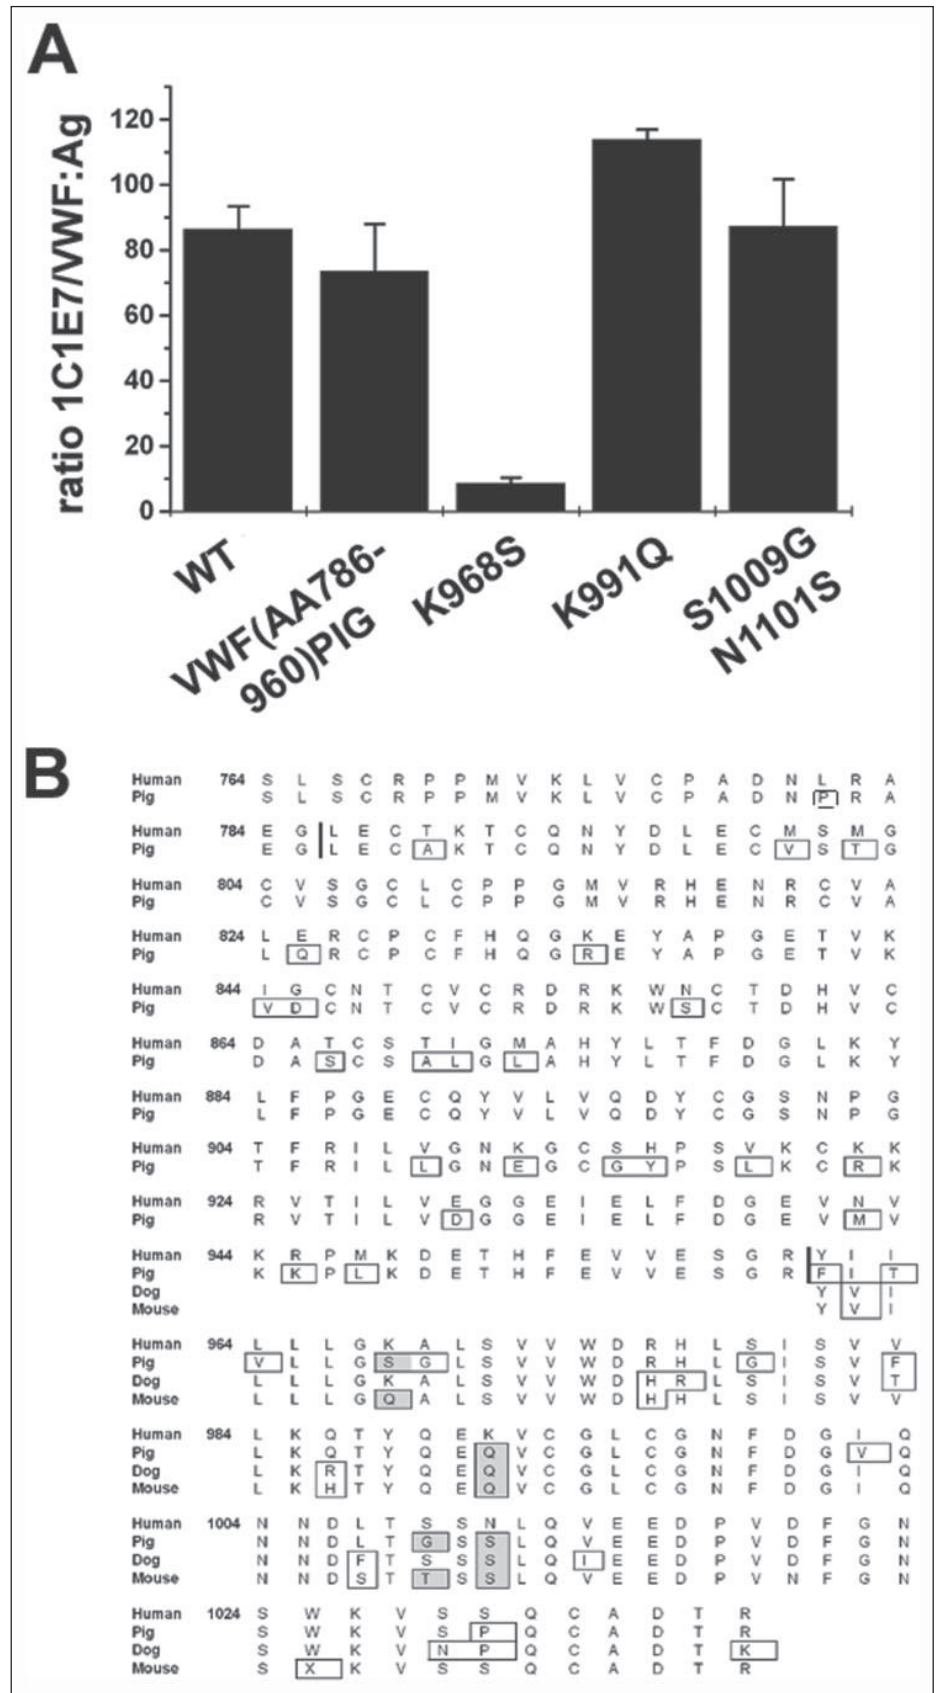 A
ratio 1C1E7/VWF:Ag
120
100
80
60
40
20
0
WT
VWF(AA786-
960)PIG
K968S
K991Q
S1009G
N1101S
B
Human 764 S L S C R P P M V K L V C P A D N L R A
Pig S L S C R P P M V K L V C P A D N P R A
Human 784 E G L E C T K T C Q N Y D L E C M S M G
Pig E G L E C A K T C Q N Y D L E C V S T G
Human 804 C V S G C L C P P G M V R H E N R C V A
Pig C V S G C L C P P G M V R H E N R C V A
Human 824 L E R C P C F H Q G K E Y A P G E T V K
Pig L Q R C P C F H Q G R E Y A P G E T V K
Human 844 I G C N T C V C R D R K W N C T D H V C
Pig V D C N T C V C R D R K W S C T D H V C
Human 864 D A T C S T I G M A H Y L T F D G L K Y
Pig D A S C S A L G L A H Y L T F D G L K Y
Human 884 L F P G E C Q Y V L V Q D Y C G S N P G
Pig L F P G E C Q Y V L V Q D Y C G S N P G
Human 904 T F R I L V G N K G C S H P S V K C K K
Pig T F R I L L G N E G C G Y P S L K C R K
Human 924 R V T I L V E G G E I E L F D G E V N V
Pig R V T I L V D G G E I E L F D G E V M V
Human 944 K R P M K D E T H F E V V E S G R Y I I
Pig K K P L K D E T H F E V V E S G R F I T
Dog Y V I
Mouse Y V I
Human 964 L L L G K A L S V V W D R H L S I S V V
Pig V L L G S G L S V V W D R H L G I S V F
Dog L L L G K A L S V V W D H R L S I S V T
Mouse L L L G Q A L S V V W D H H L S I S V V
Human 984 L K Q T Y Q E K V C G L C G N F D G I Q
Pig L K Q T Y Q E Q V C G L C G N F D G V Q
Dog L K R T Y Q E Q V C G L C G N F D G I Q
Mouse L K H T Y Q E Q V C G L C G N F D G I Q
Human 1004 N N D L T S S N L Q V E E D P V D F G N
Pig N N D L T G S S L Q V E E D P V D F G N
Dog N N D F T S S S L Q I E E D P V D F G N
Mouse N N D S T T S S L Q V E E D P V N F G N
Human 1024 S W K V S S Q C A D T R
Pig S W K V S P Q C A D T R
Dog S W K V N P Q C A D T K
Mouse S X K V S S Q C A D T R